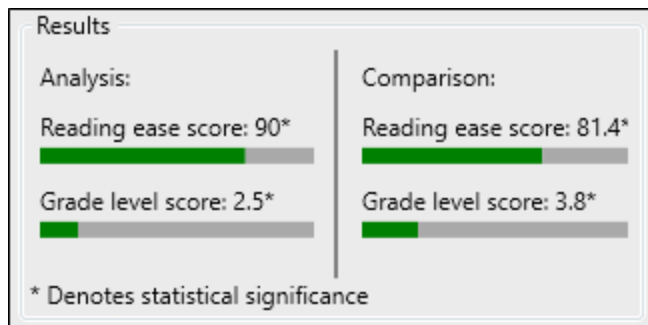 Results
Analysis:
Reading ease score: 90*
Grade level score: 2.5*
Comparison:
Reading ease score: 81.4*
Grade level score: 3.8*
* Denotes statistical significance